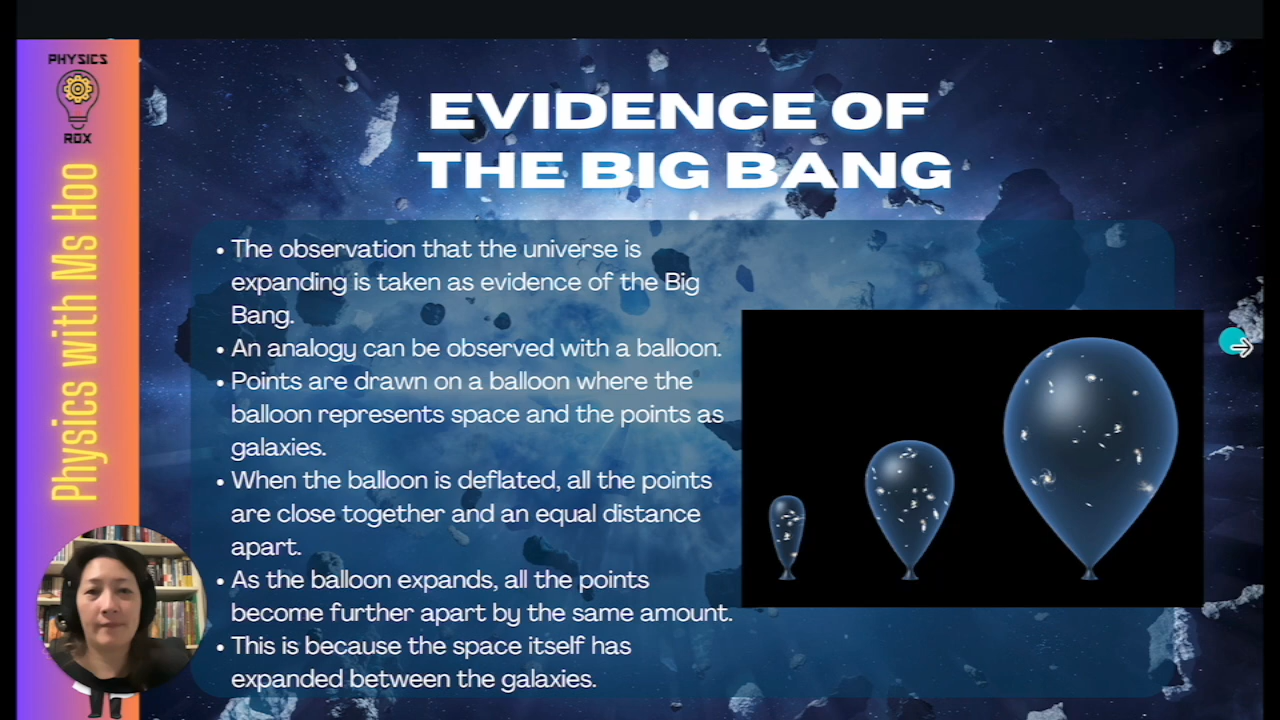 PHYSICS
ROX
Physics with Ms Hoo
EVIDENCE OF
THE BIG BANG
• The observation that the universe is
expanding is taken as evidence of the Big
Bang.
• An analogy can be observed with a balloon.
• Points are drawn on a balloon where the
balloon represents space and the points as
galaxies.
• When the balloon is deflated, all the points
are close together and an equal distance
apart.
• As the balloon expands, all the points
become further apart by the same amount.
• This is because the space itself has
expanded between the galaxies.